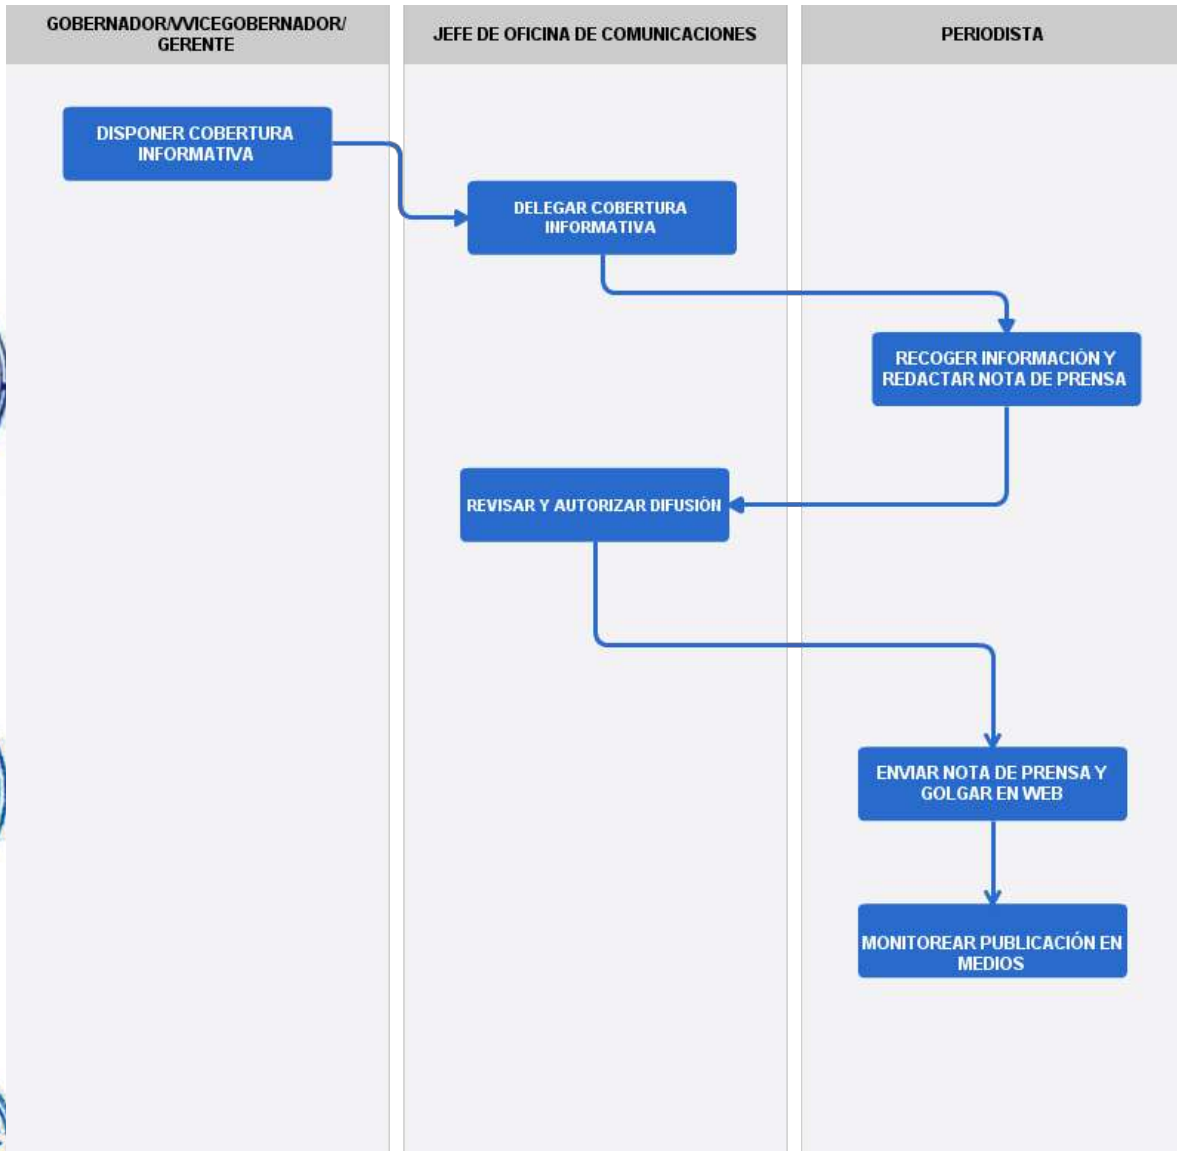 GOBERNADOR/VVICEGOBERNADOR/
GERENTE
JEFE DE OFICINA DE COMUNICACIONES
PERIODISTA
DISPONER COBERTURA
INFORMATIVA
DELEGAR COBERTURA
INFORMATIVA
RECOGER INFORMACIÓN Y
REDACTAR NOTA DE PRENSA
REVISAR Y AUTORIZAR DIFUSIÓN
ENVIAR NOTA DE PRENSA Y
GOLGAR EN WEB
MONITOREAR PUBLICACIÓN EN
MEDIOS